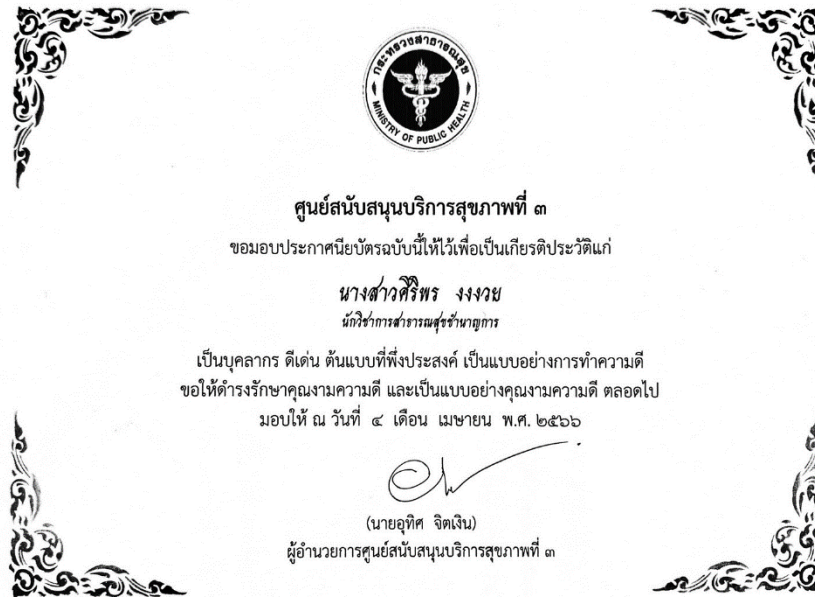 กระทรวงสาธารณสุข
MINISTRY OF PUBLIC HEALTH
ศูนย์สนับสนุนบริการสุขภาพที่ ๓
ขอมอบประกาศนียบัตรฉบับนี้ให้ไว้เพื่อเป็นเกียรติประวัติแก่
นางสาวศิริพร งงงวย
นักวิชาการสาธารณสุขชำนาญการ
เป็นบุคลากร ดีเด่น ต้นแบบที่พึ่งประสงค์ เป็นแบบอย่างการทำความดี
ขอให้ดำรงรักษาคุณงามความดี และเป็นแบบอย่างคุณงามความดี ตลอดไป
มอบให้ ณ วันที่ ๔ เดือน เมษายน พ.ศ. ๒๕๖๖
(นายอุทิศ จิตเงิน)
ผู้อำนวยการศูนย์สนับสนุนบริการสุขภาพที่ ๓